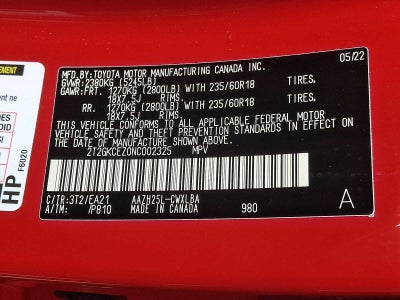 MFD.BY:TOYOTA MOTOR MANUFACTURING CANADA INC.
GVWR:2380KG (5245LB) 05/22
GAWR:FRT. 1270KG (2800LB) WITH 235/60R18 TIRES,
18X7.5J RIMS.
RR. 1270KG (2800LB) WITH 235/60R18 TIRES,
18X7.5J RIMS.
THIS VEHICLE CONFORMS TO ALL APPLICABLE FEDERAL MOTOR
VEHICLE SAFETY AND
THEFT PREVENTION STANDARDS IN EFFECT ON
THE DATE OF MANUFACTURE SHOWN ABOVE.
2T2GKCEZ0NC002325 MPV
C/TR:3T2/EA21 AAZH25L-CWXLBA A
A/TM: /P810 MADE IN CANADA 980
EMENT
nt ne
HP
F6020